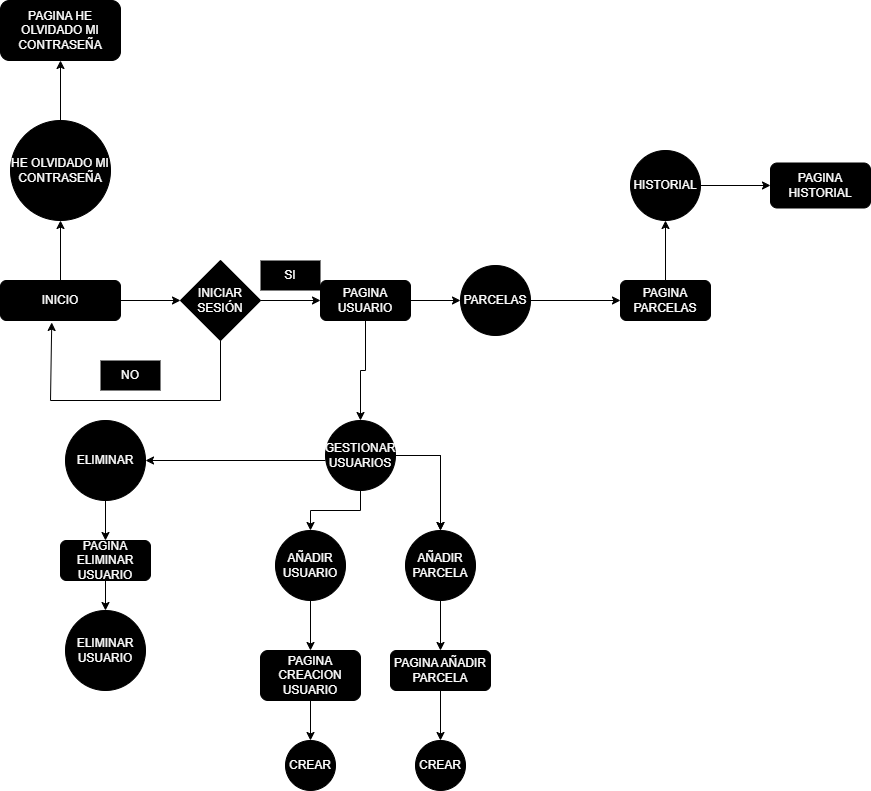 PAGINA HE
OLVIDADO MI
CONTRASEÑA
HE OLVIDADO MI
CONTRASEÑA
HISTORIAL
PAGINA
HISTORIAL
INICIO
INICIAR
SESIÓN
SI
PAGINA
USUARIO
PARCELAS
PAGINA
PARCELAS
NO
ELIMINAR
GESTIONAR
USUARIOS
PAGINA
ELIMINAR
USUARIO
AÑADIR
USUARIO
AÑADIR
PARCELA
ELIMINAR
USUARIO
PAGINA
CREACION
USUARIO
PAGINA AÑADIR
PARCELA
CREAR
CREAR